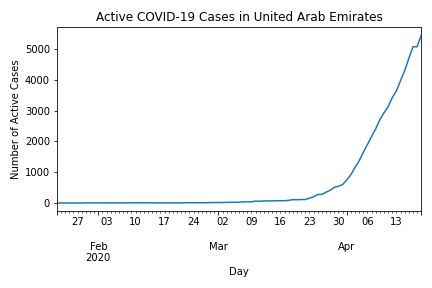 Active COVID-19 Cases in United Arab Emirates
Number of Active Cases
5000
4000
3000
2000
1000
0
27 03 10 17 24 02 09 16 23 30 06 13
Feb Mar Apr
2020
Day